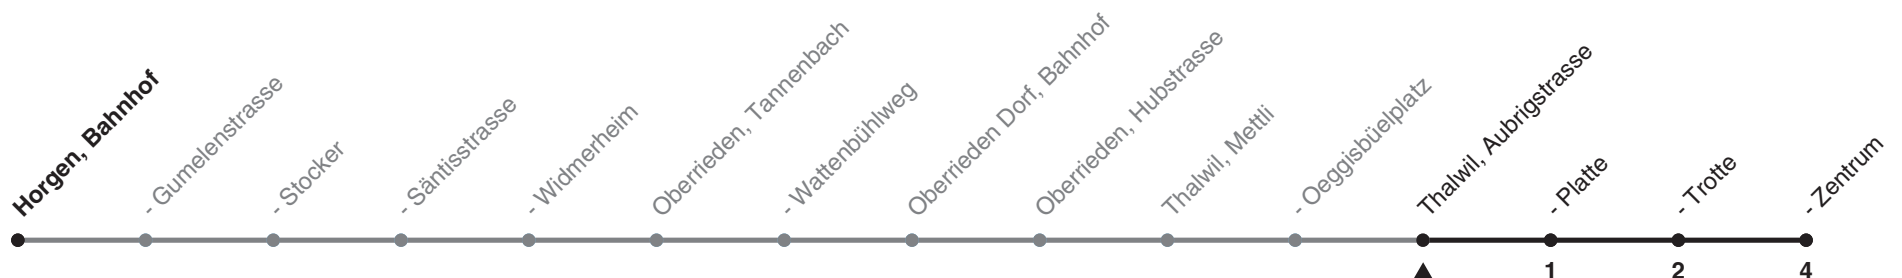 Horgen, Bahnhof
- Gumelenstrasse
- Stocker
- Säntisstrasse
- Widmerheim
Oberrieden, Tannenbach
- Wattenbühlweg
Oberrieden Dorf, Bahnhof
Oberrieden, Hubstrasse
Thalwil, Mettli
- Oeggisbüelplatz
Thalwil, Aubrigstrasse
- Platte
- Trotte
- Zentrum
1
2
4